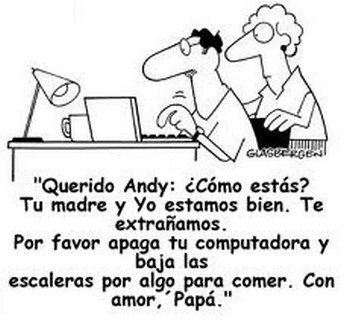 GLASBERGEN
"Querido Andy: ¿Cómo estás?
Tu madre y Yo estamos bien. Te
extrañamos.
Por favor apaga tu computadora y
baja las
escaleras por algo para comer. Con
amor,´Papá."